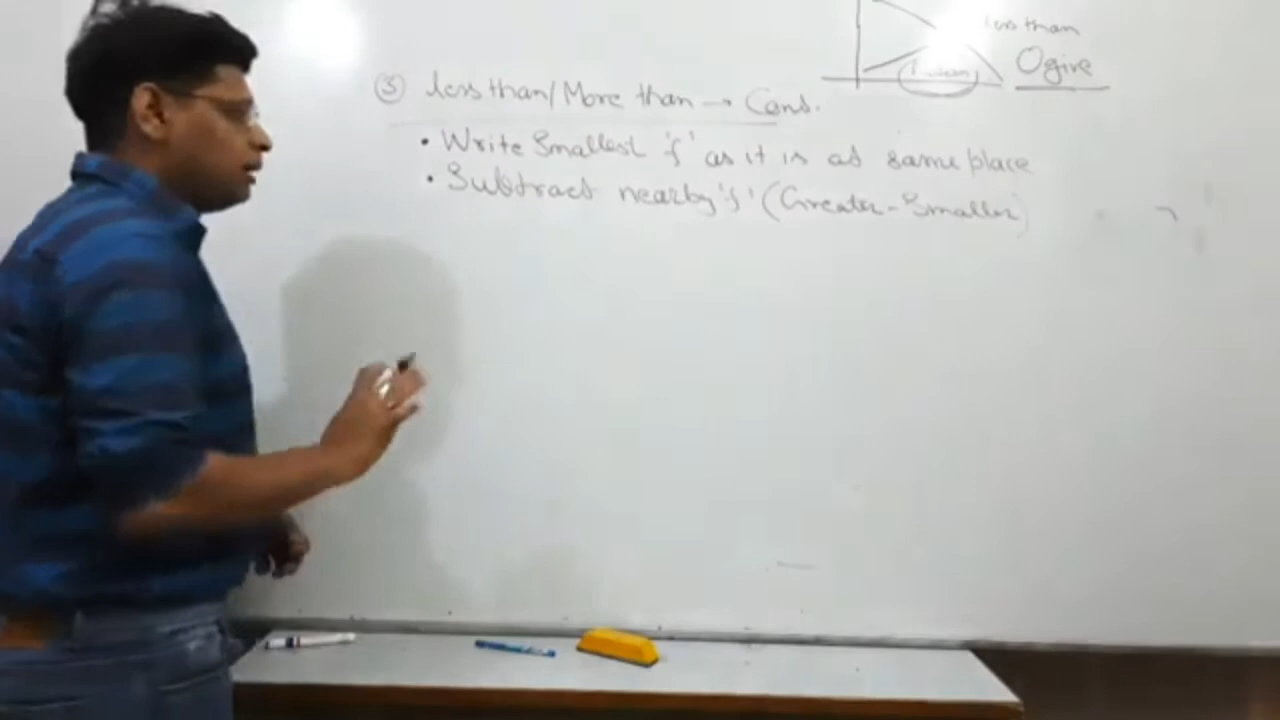 less than
Ogive
③ less than/More than → Cons.
• Write Smallest 'f' as it is at same place
• Subtract nearby 'f' (Greater-Smaller)